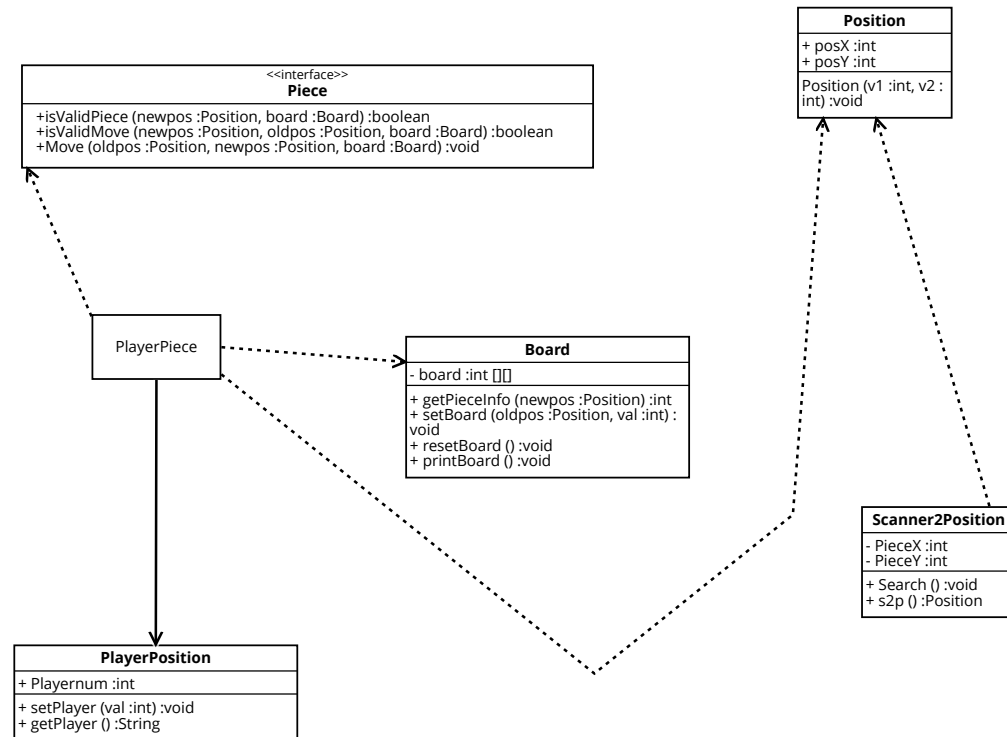 Position
+ posX :int
+ posY :int
Position (v1 :int, v2 :
int) :void
<<interface>>
Piece
+isValidPiece (newpos :Position, board :Board) :boolean
+isValidMove (newpos :Position, oldpos :Position, board :Board) :boolean
+Move (oldpos :Position, newpos :Position, board :Board) :void
PlayerPiece
Board
- board :int [][]
+ getPieceInfo (newpos :Position) :int
+ setBoard (oldpos :Position, val :int) :
void
+ resetBoard () :void
+ printBoard () :void
Scanner2Position
- PieceX :int
- PieceY :int
+ Search () :void
+ s2p () :Position
PlayerPosition
+ Playernum :int
+ setPlayer (val :int) :void
+ getPlayer () :String